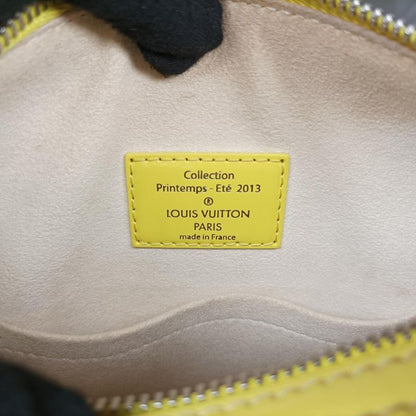 Collection
Printemps - Eté 2013
®
LOUIS VUITTON
PARIS
made in France